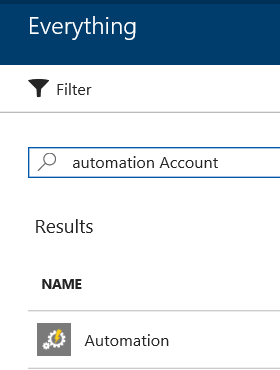 Everything
Filter
automation Account
Results
NAME
Automation